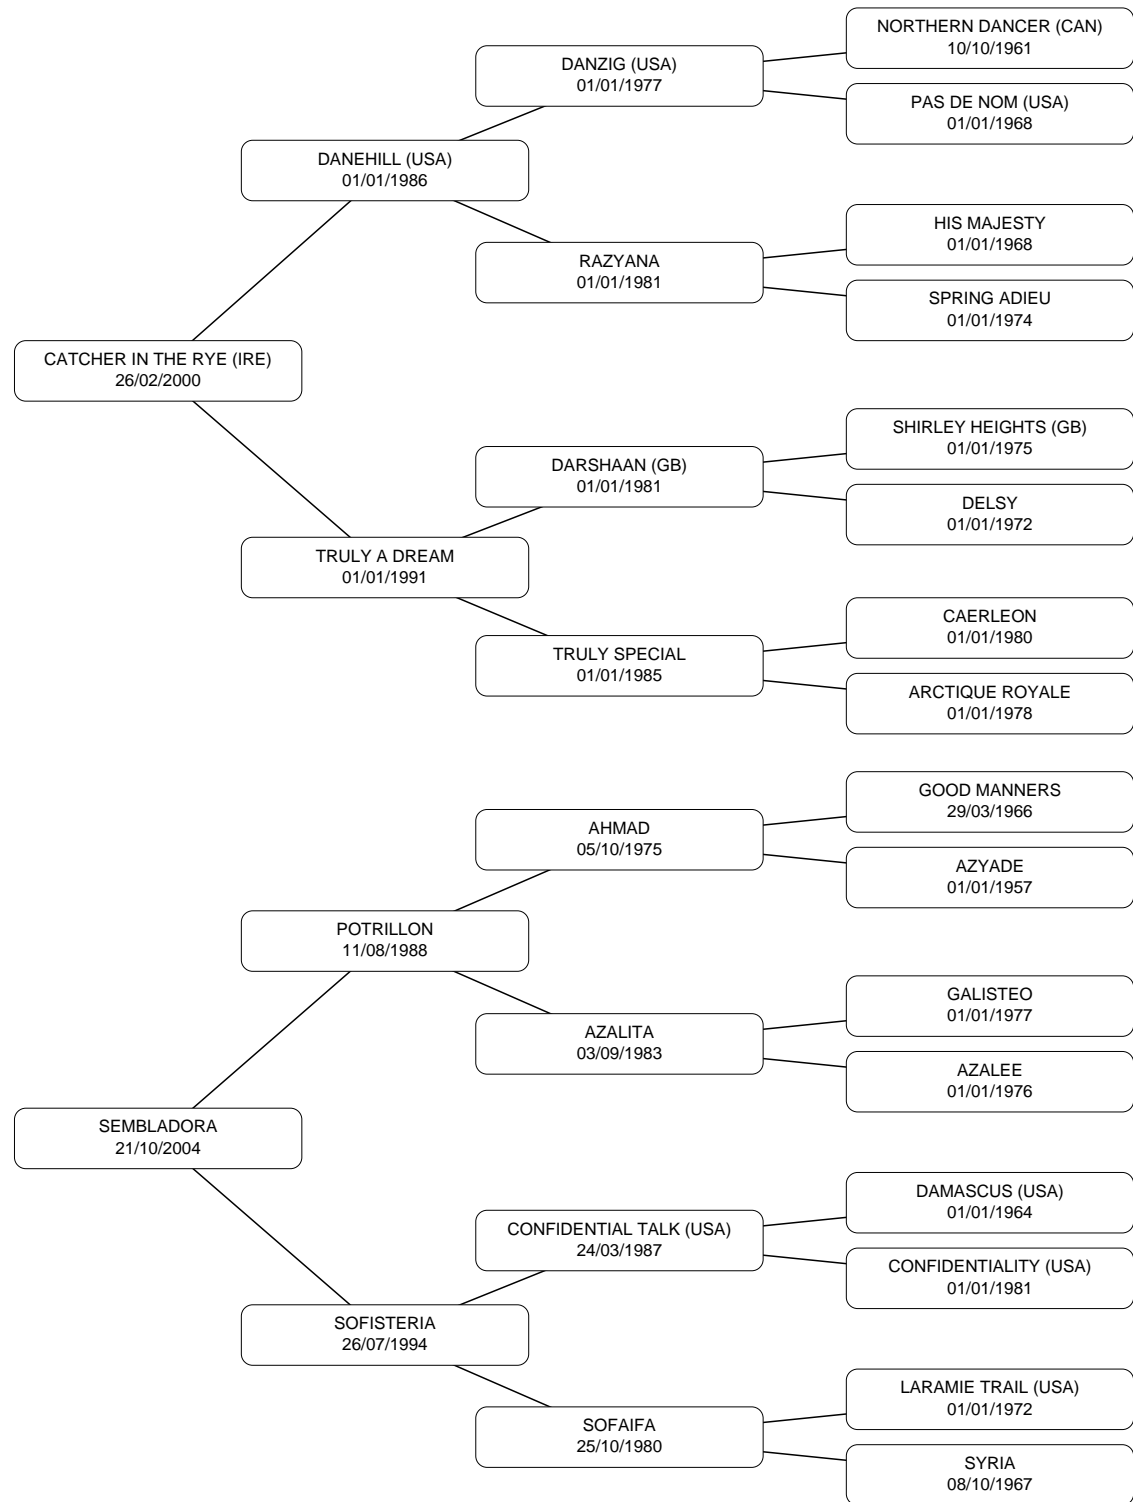 NORTHERN DANCER (CAN)
10/10/1961
DANZIG (USA)
01/01/1977
PAS DE NOM (USA)
01/01/1968
DANEHILL (USA)
01/01/1986
HIS MAJESTY
01/01/1968
RAZYANA
01/01/1981
SPRING ADIEU
01/01/1974
CATCHER IN THE RYE (IRE)
26/02/2000
SHIRLEY HEIGHTS (GB)
01/01/1975
DARSHAAN (GB)
01/01/1981
DELSY
01/01/1972
TRULY A DREAM
01/01/1991
CAERLEON
01/01/1980
TRULY SPECIAL
01/01/1985
ARCTIQUE ROYALE
01/01/1978
GOOD MANNERS
29/03/1966
AHMAD
05/10/1975
AZYADE
01/01/1957
POTRILLON
11/08/1988
GALISTEO
01/01/1977
AZALITA
03/09/1983
AZALEE
01/01/1976
SEMBLADORA
21/10/2004
DAMASCUS (USA)
01/01/1964
CONFIDENTIAL TALK (USA)
24/03/1987
CONFIDENTIALITY (USA)
01/01/1981
SOFISTERIA
26/07/1994
LARAMIE TRAIL (USA)
01/01/1972
SOFAIFA
25/10/1980
SYRIA
08/10/1967